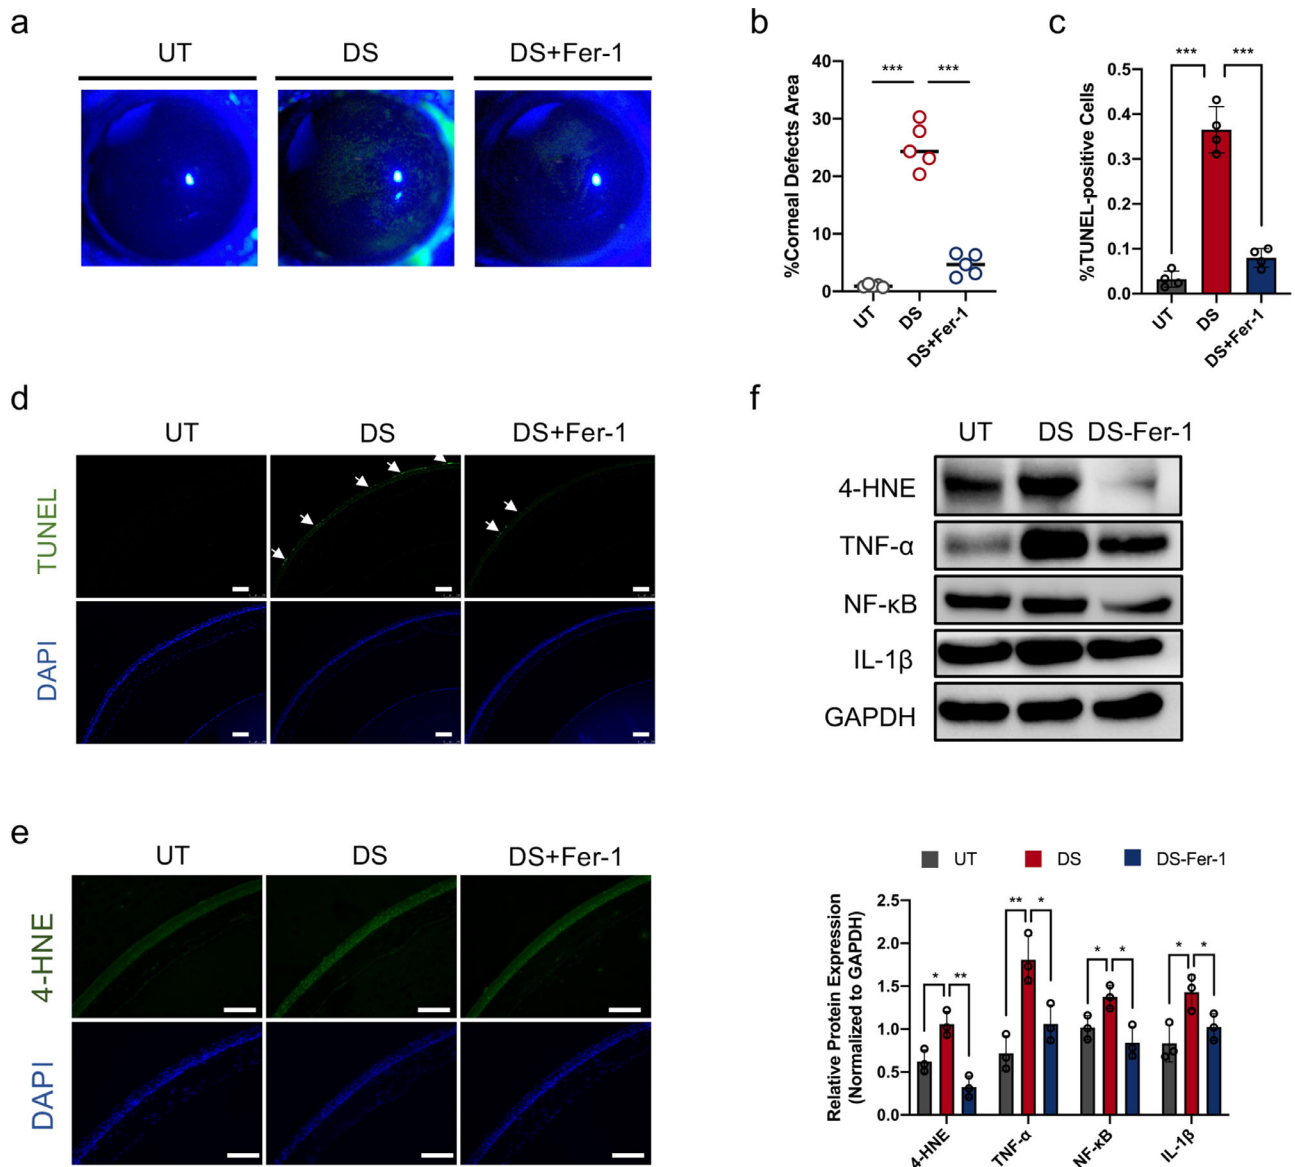 a
UT
DS
DS+Fer-1
b
%Corneal Defects Area
40
30
20
10
0
***
***
UT
DS
DS+Fer-1
c
%TUNEL-positive Cells
0.5
0.4
0.3
0.2
0.1
0.0
***
***
UT
DS
DS+Fer-1
d
UT
DS
DS+Fer-1
TUNEL
DAPI
e
UT
DS
DS+Fer-1
4-HNE
DAPI
f
UT
DS
DS-Fer-1
4-HNE
TNF-α
NF-κB
IL-1β
GAPDH
UT
DS
DS-Fer-1
Relative Protein Expression
(Normalized to GAPDH)
2.5
2.0
1.5
1.0
0.5
0.0
*
**
**
*
*
*
*
*
4-HNE
TNF-α
NF-κB
IL-1β